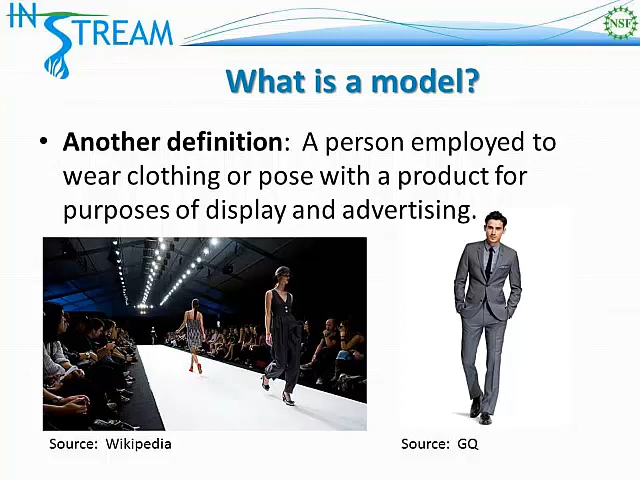 IN STREAM
NSF
What is a model?
• Another definition: A person employed to
wear clothing or pose with a product for
purposes of display and advertising.
Source: Wikipedia
Source: GQ